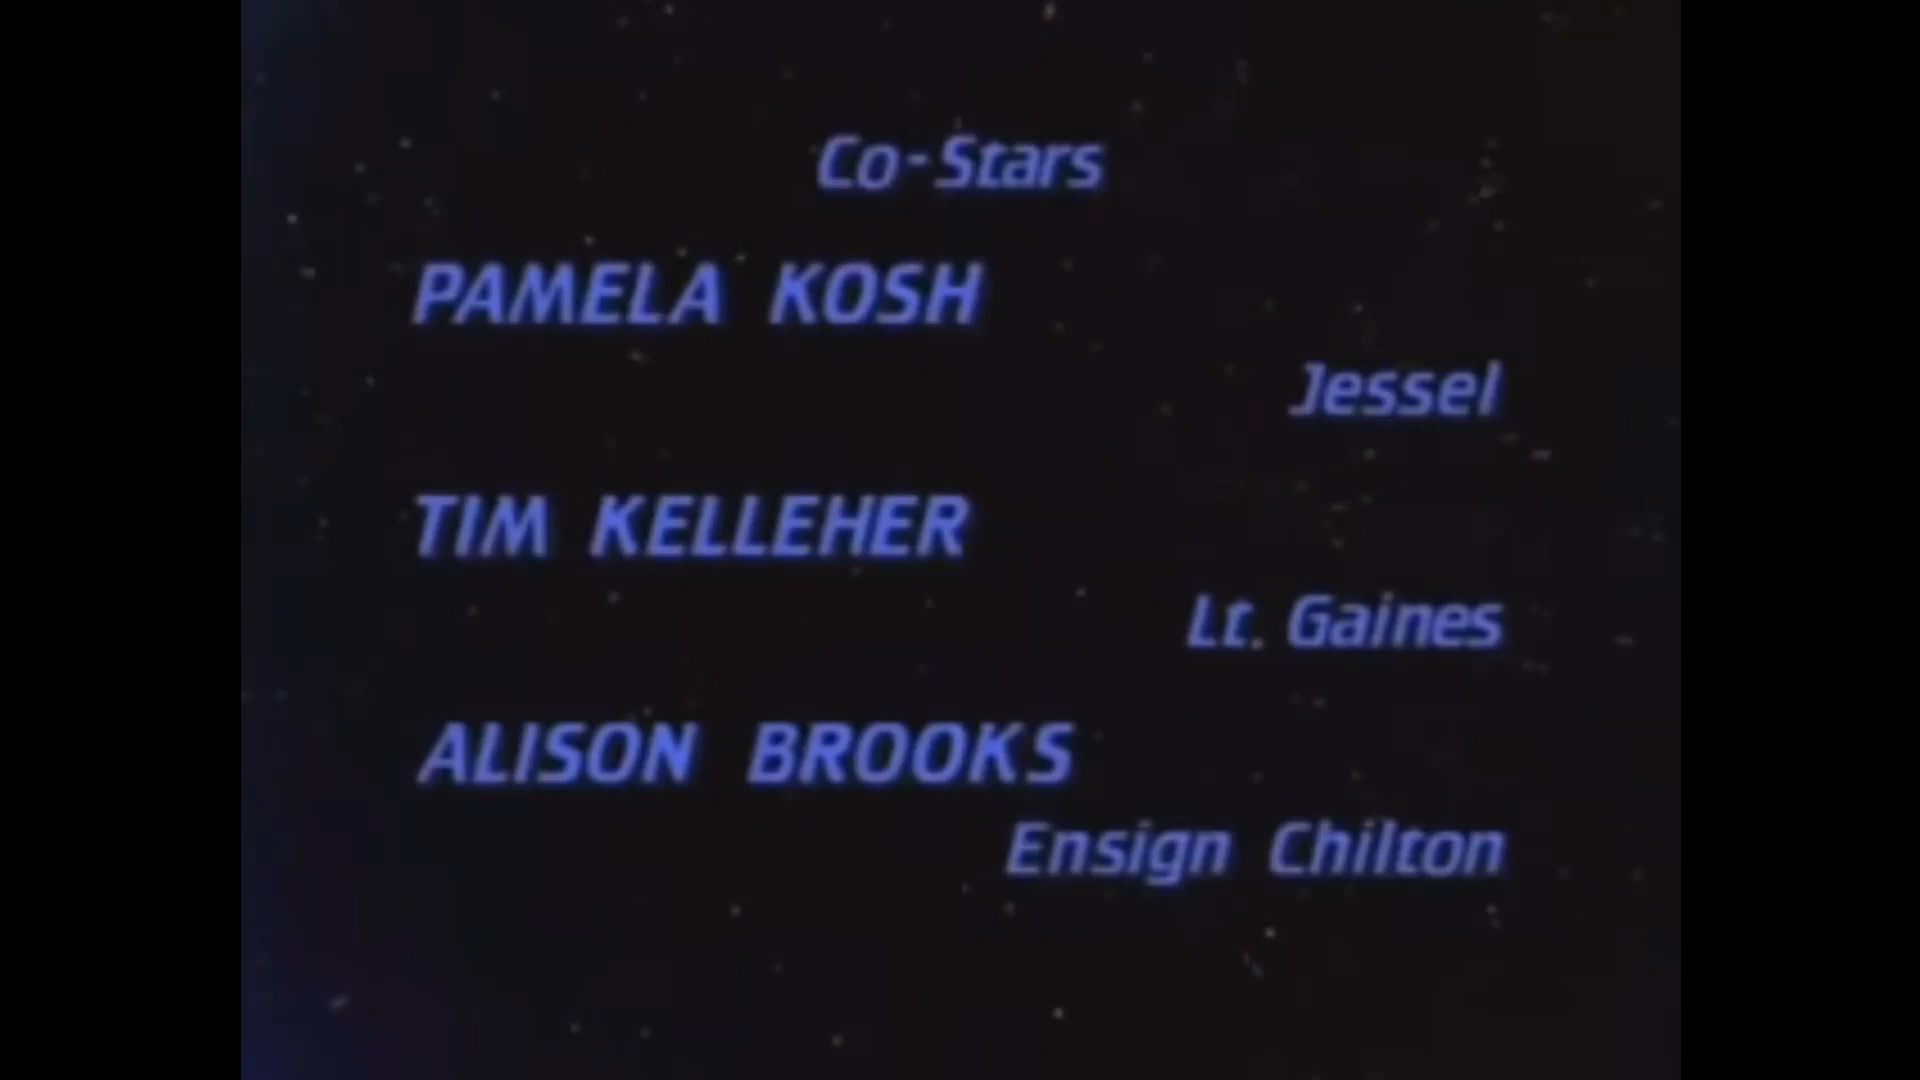 Co-Stars
PAMELA KOSH
Jessel
TIM KELLEHER
Lt. Gaines
ALISON BROOKS
Ensign Chilton